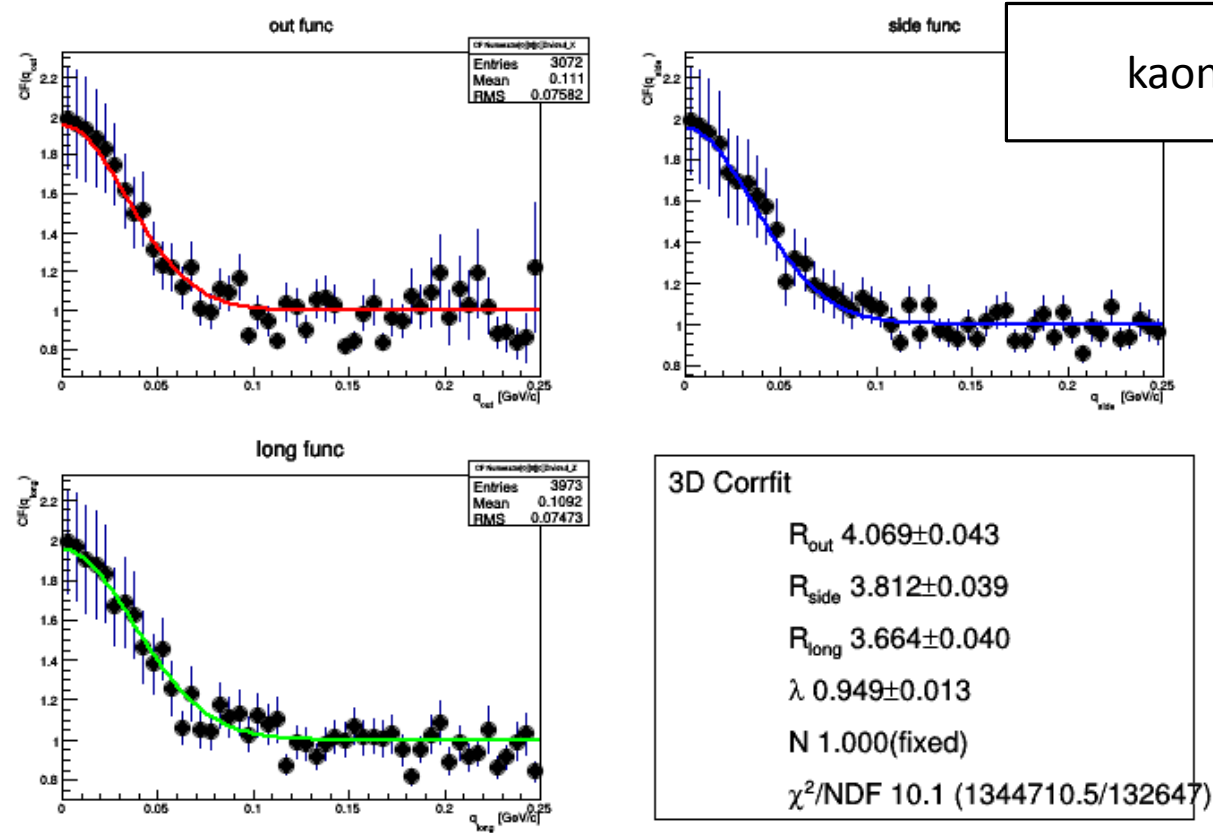 out func
Entries 3072
Mean 0.111
RMS 0.07582
CF(q_out)
2.2
2
1.8
1.6
1.4
1.2
1
0.8
0 0.05 0.1 0.15 0.2 0.25
q_out [GeV/c]
side func
kaon
CF(q_side)
2.2
2
1.8
1.6
1.4
1.2
1
0.8
0 0.05 0.1 0.15 0.2 0.25
q_side [GeV/c]
long func
Entries 3973
Mean 0.1092
RMS 0.07473
CF(q_long)
2.2
2
1.8
1.6
1.4
1.2
1
0.8
0 0.05 0.1 0.15 0.2 0.25
q_long [GeV/c]
3D Corrfit
R_out 4.069±0.043
R_side 3.812±0.039
R_long 3.664±0.040
λ 0.949±0.013
N 1.000(fixed)
χ²/NDF 10.1 (1344710.5/132647)